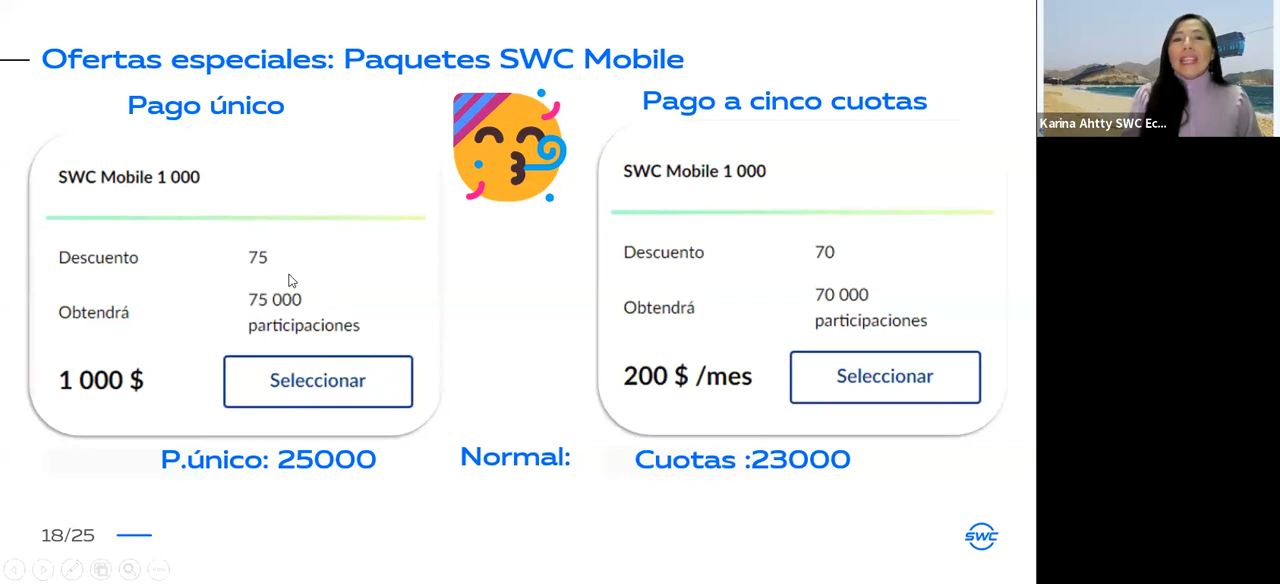 Ofertas especiales: Paquetes SWC Mobile
Pago único
SWC Mobile 1 000
Descuento 75
Obtendrá 75 000 participaciones
1 000 $ Seleccionar
P.único: 25000
Normal:
Pago a cinco cuotas
SWC Mobile 1 000
Descuento 70
Obtendrá 70 000 participaciones
200 $ /mes Seleccionar
Cuotas :23000
18/25
SWC
Karina Ahtty SWC Ec...